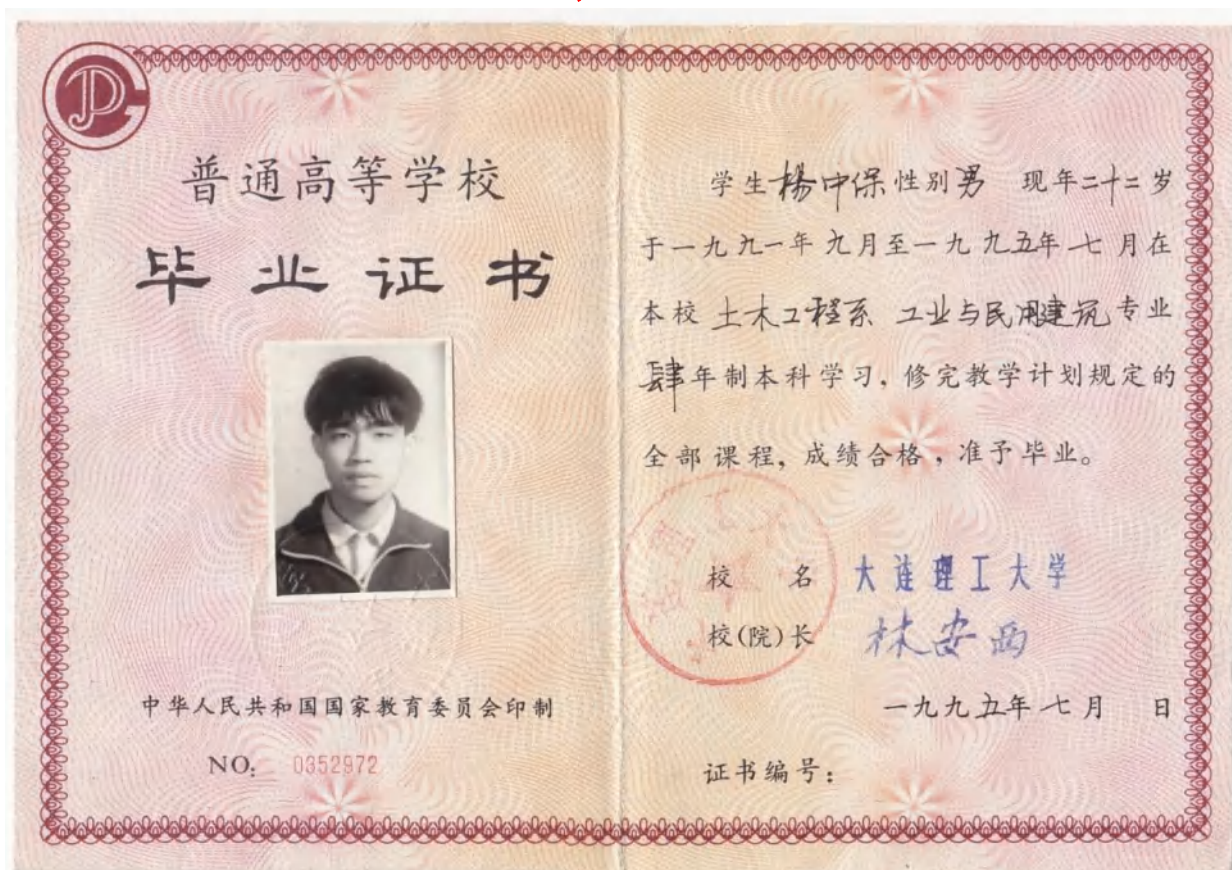 普通高等学校
毕业证书
中华人民共和国国家教育委员会印制
NO: 0352972
学生楊中保性别男 现年二十二岁
于一九九一年九月至一九九五年七月在
本校 土木工程系 工业与民用建筑专业
肆年制本科学习，修完教学计划规定的
全部课程，成绩合格，准予毕业。
校 名 大连理工大学
校(院)长 林安西
一九九五年七月 日
证书编号：